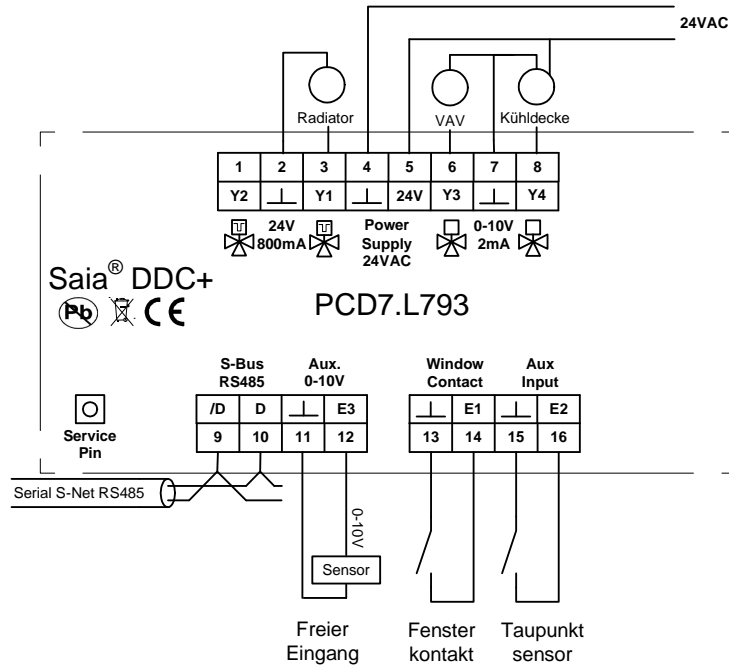 24VAC
Radiator VAV Kühldecke
1 2 3 4 5 6 7 8
Y2 ⊥ Y1 ⊥ 24V Y3 ⊥ Y4
24V
800mA
Power
Supply
24VAC
0-10V
2mA
Saia® DDC+
Pb CE
PCD7.L793
S-Bus
RS485
Aux.
0-10V
Window
Contact
Aux
Input
/D D ⊥ E3
9 10 11 12
⊥ E1 ⊥ E2
13 14 15 16
Service
Pin
Serial S-Net RS485
0-10V
Sensor
Freier
Eingang
Fenster
kontakt
Taupunkt
sensor